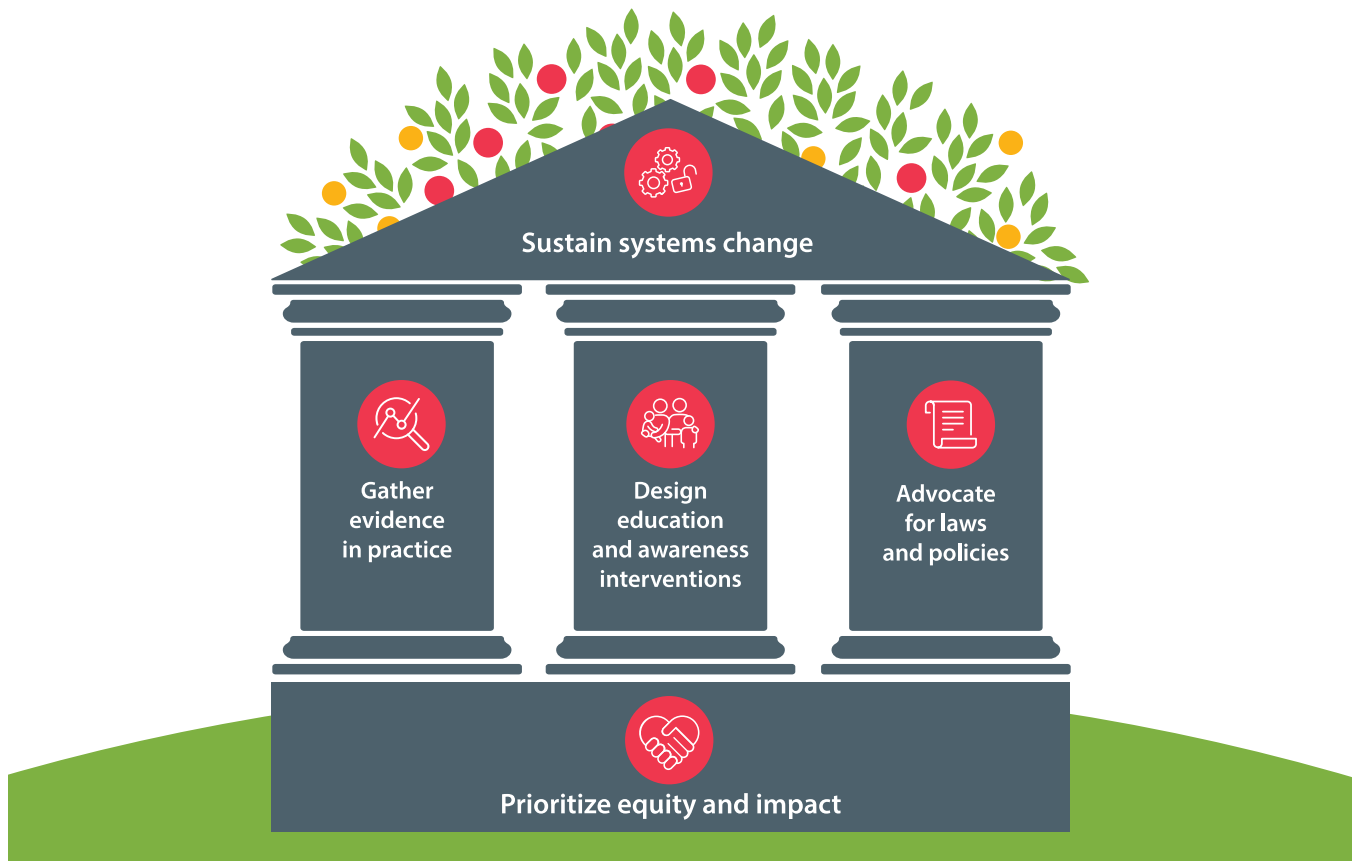 Sustain systems change
Gather
evidence
in practice
Design
education
and awareness
interventions
Advocate
for laws
and policies
Prioritize equity and impact